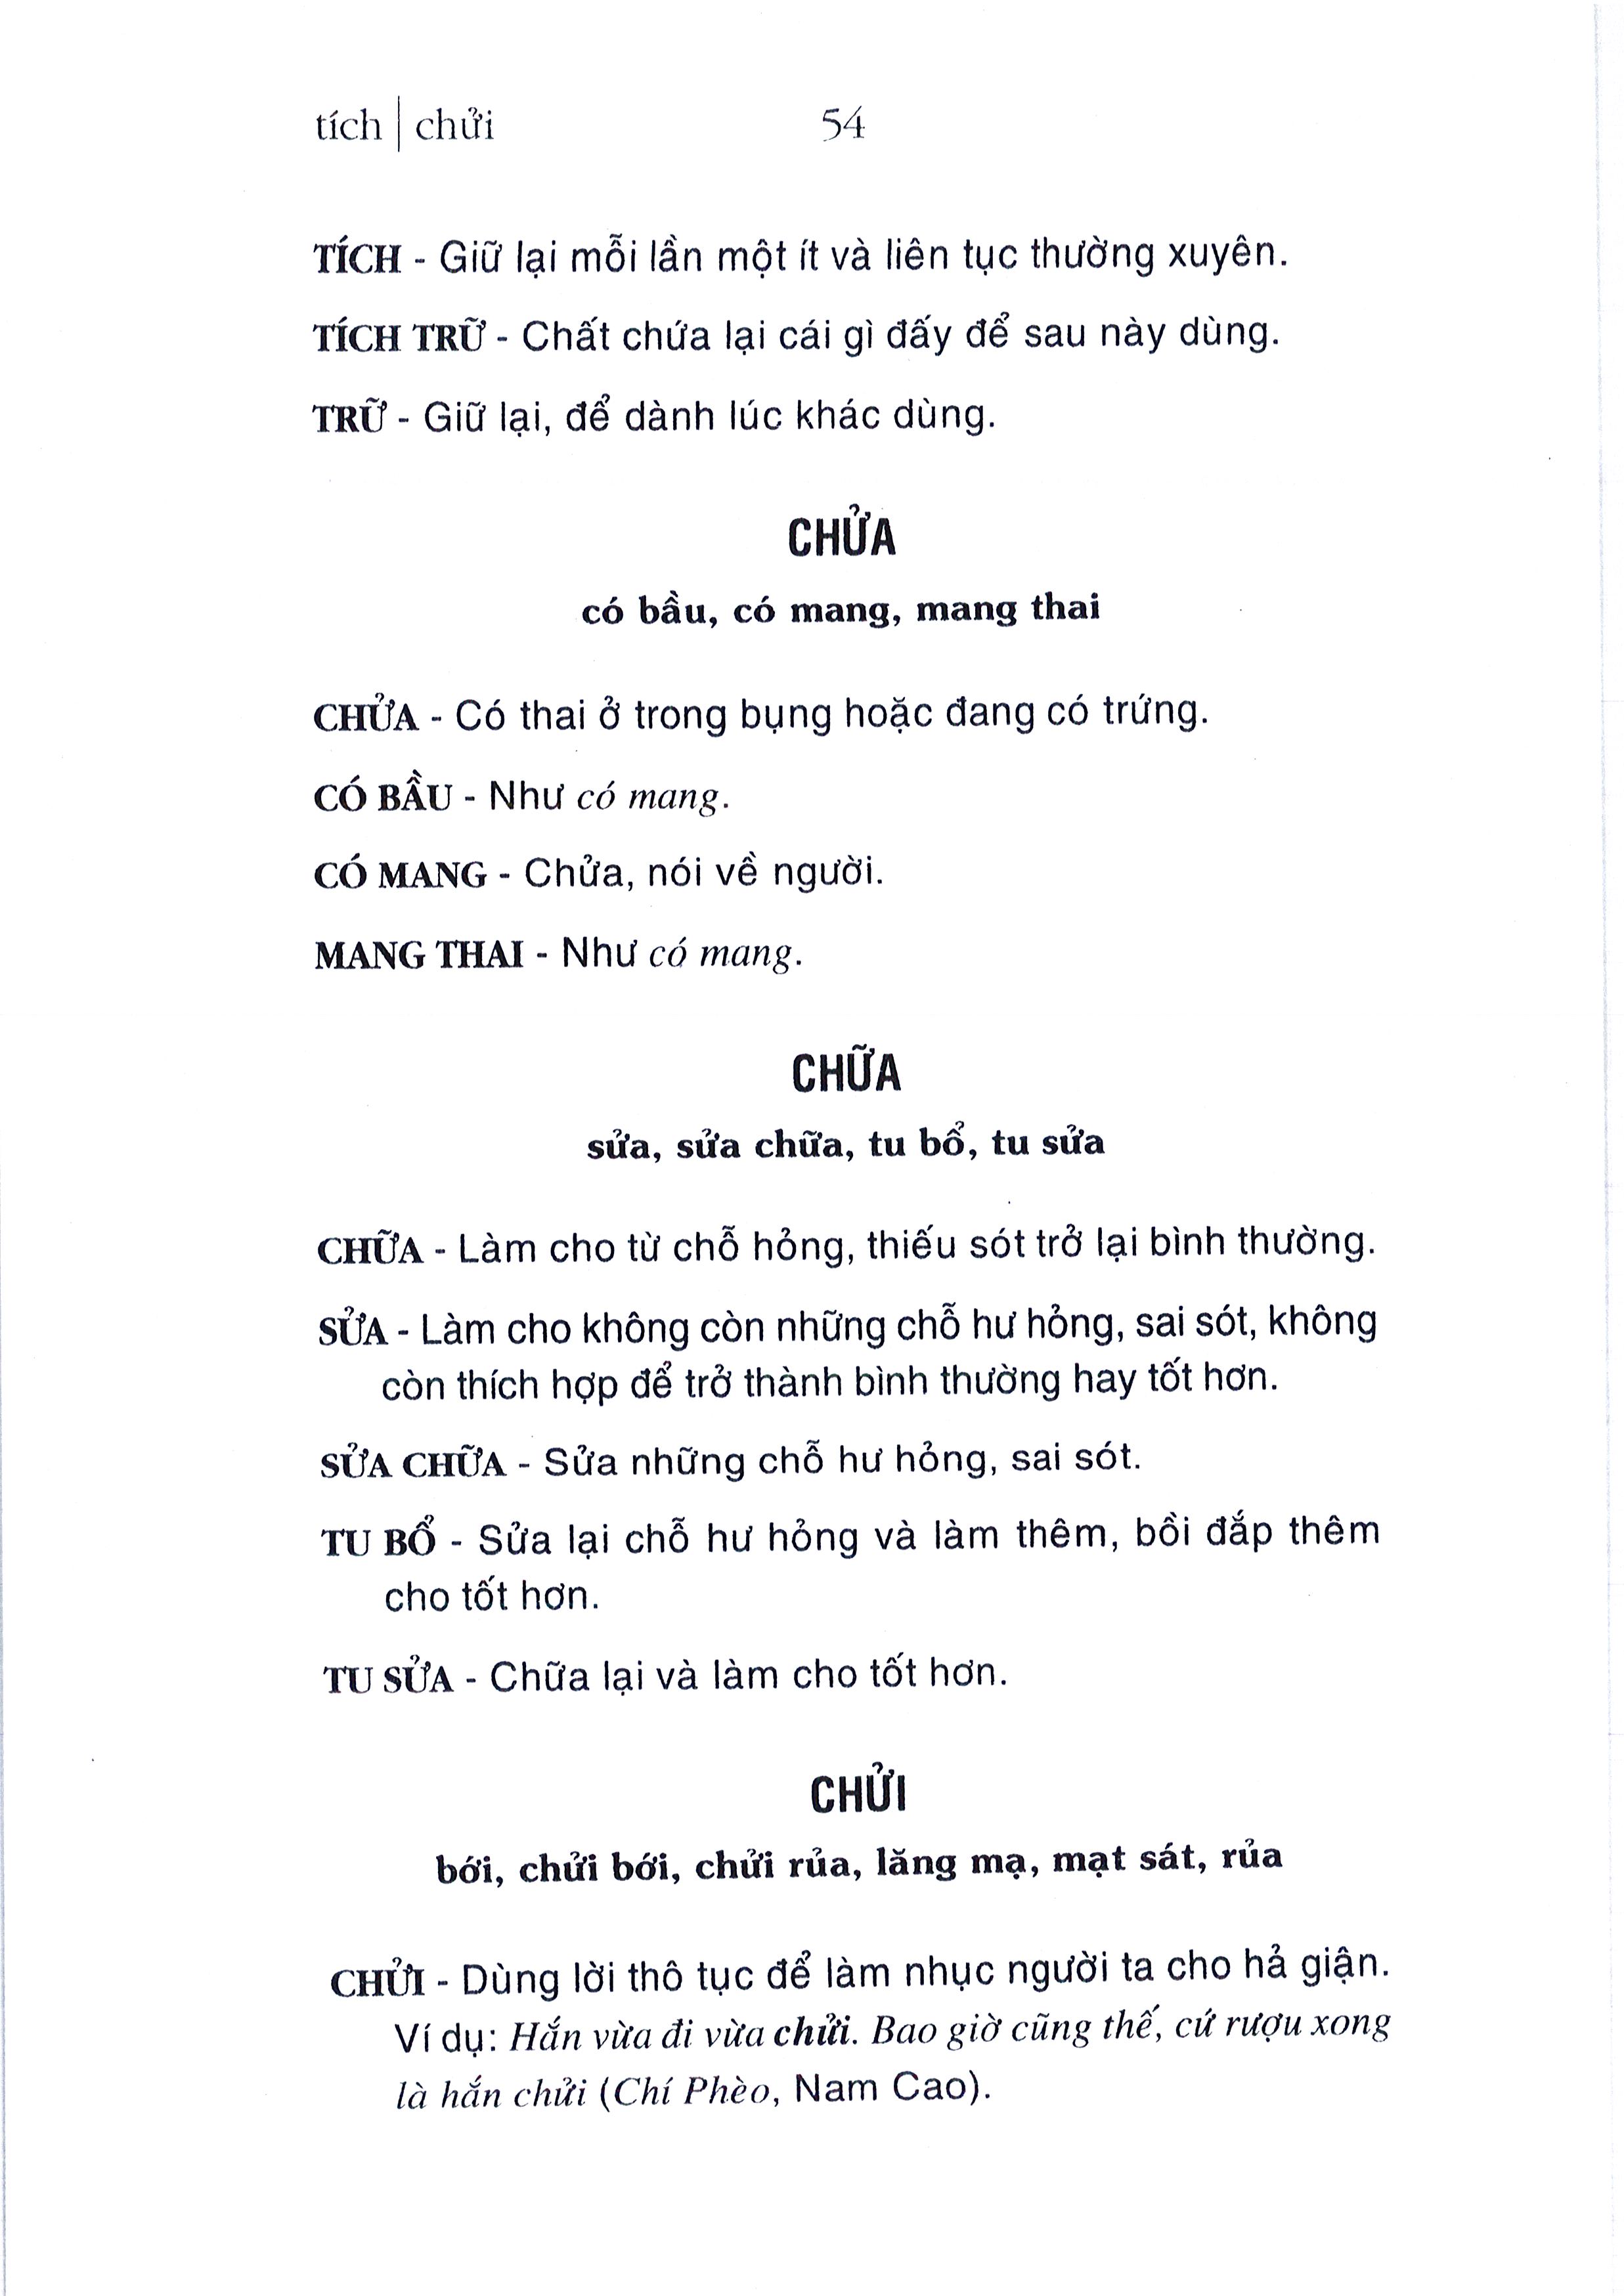 tích | chửi 54
TÍCH - Giữ lại mỗi lần một ít và liên tục thường xuyên.
TÍCH TRỮ - Chất chứa lại cái gì đấy để sau này dùng.
TRỮ - Giữ lại, để dành lúc khác dùng.
CHỬA
có bầu, có mang, mang thai
CHỬA - Có thai ở trong bụng hoặc đang có trứng.
CÓ BẦU - Như có mang.
CÓ MANG - Chửa, nói về người.
MANG THAI - Như có mang.
CHỮA
sửa, sửa chữa, tu bổ, tu sửa
CHỮA - Làm cho từ chỗ hỏng, thiếu sót trở lại bình thường.
SỬA - Làm cho không còn những chỗ hư hỏng, sai sót, không
còn thích hợp để trở thành bình thường hay tốt hơn.
SỬA CHỮA - Sửa những chỗ hư hỏng, sai sót.
TU BỔ - Sửa lại chỗ hư hỏng và làm thêm, bồi đắp thêm
cho tốt hơn.
TU SỬA - Chữa lại và làm cho tốt hơn.
CHỬI
bới, chửi bới, chửi rủa, lăng mạ, mạt sát, rủa
CHỬI - Dùng lời thô tục để làm nhục người ta cho hả giận.
Ví dụ: Hắn vừa đi vừa chửi. Bao giờ cũng thế, cứ rượu xong
là hắn chửi (Chí Phèo, Nam Cao).